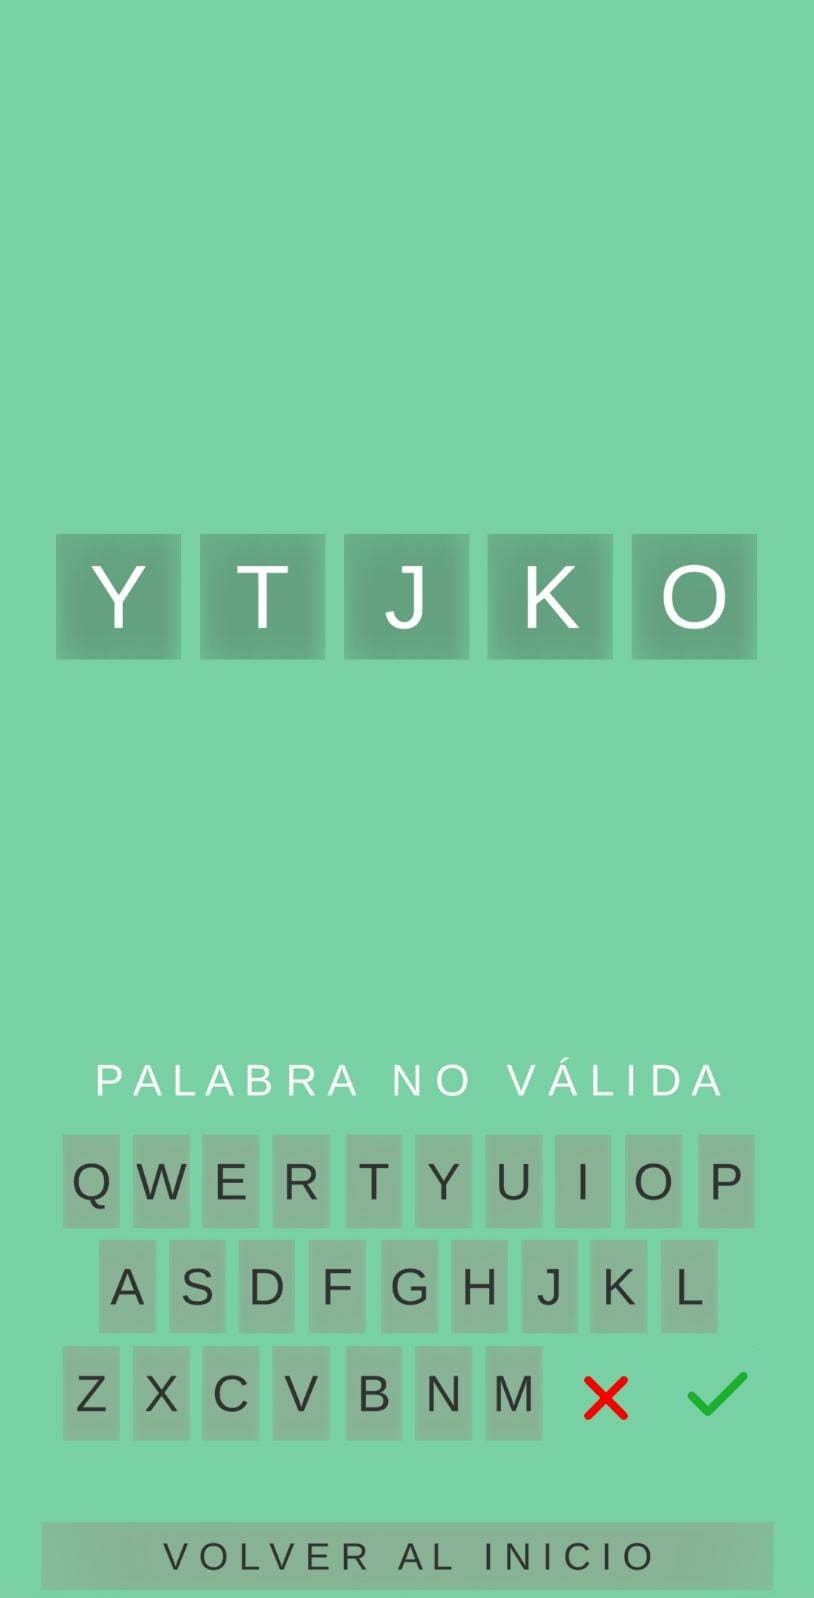 Y T J K O
PALABRA NO VÁLIDA
Q W E R T Y U I O P
A S D F G H J K L
Z X C V B N M
VOLVER AL INICIO